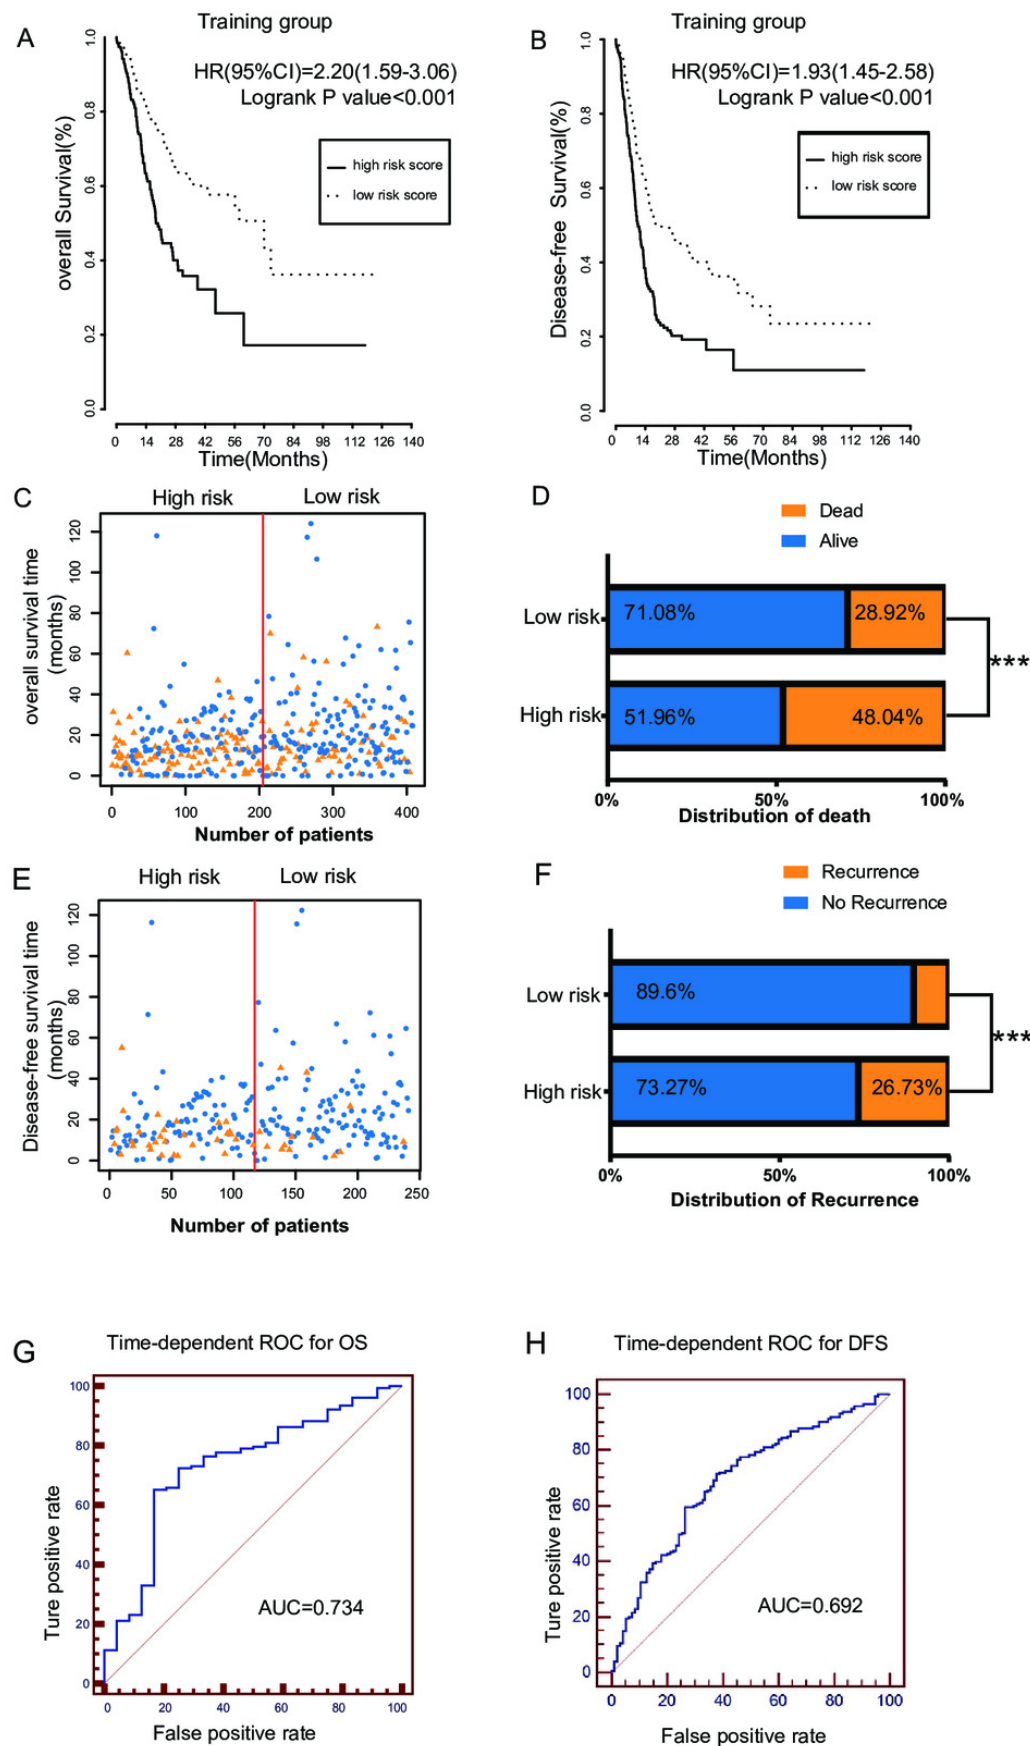 A
Training group
HR(95%CI)=2.20(1.59-3.06)
Logrank P value<0.001
high risk score
low risk score
overall Survival(%)
1.0
0.8
0.6
0.4
0.2
0.0
0 14 28 42 56 70 84 98 112 126 140
Time(Months)
B
Training group
HR(95%CI)=1.93(1.45-2.58)
Logrank P value<0.001
high risk score
low risk score
Disease-free Survival(%)
1.0
0.8
0.6
0.4
0.2
0.0
0 14 28 42 56 70 84 98 112 126 140
Time(Months)
C
High risk
Low risk
overall survival time
(months)
120
100
80
60
40
20
0
0 100 200 300 400
Number of patients
D
Dead
Alive
Low risk
71.08%
28.92%
High risk
51.96%
48.04%
***
0% 50% 100%
Distribution of death
E
High risk
Low risk
Disease-free survival time
(months)
120
100
80
60
40
20
0
0 50 100 150 200 250
Number of patients
F
Recurrence
No Recurrence
Low risk
89.6%
High risk
73.27%
26.73%
***
0% 50% 100%
Distribution of Recurrence
G
Time-dependent ROC for OS
Ture positive rate
100
80
60
40
20
0
AUC=0.734
0 20 40 60 80 100
False positive rate
H
Time-dependent ROC for DFS
Ture positive rate
100
80
60
40
20
0
AUC=0.692
0 20 40 60 80 100
False positive rate